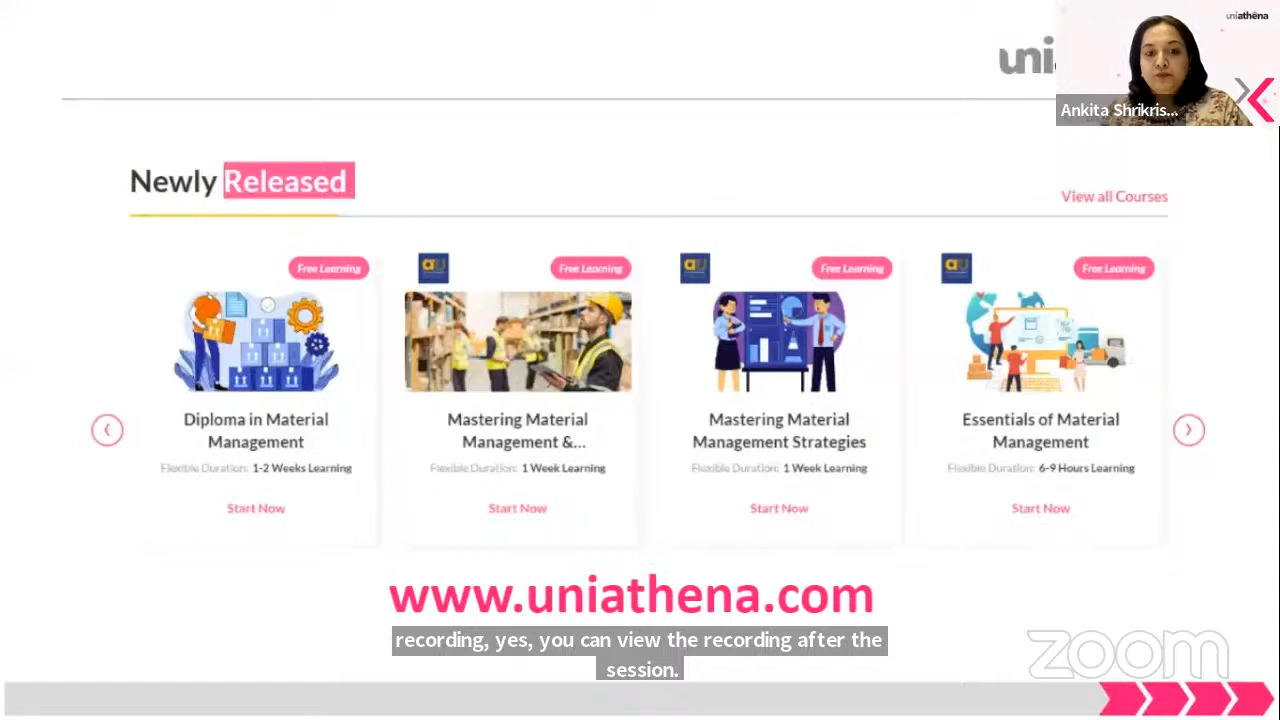 uniathena
uni
Ankita Shrikris...
Newly Released
View all Courses
Free Learning
Free Learning
Free Learning
Free Learning
Diploma in Material
Management
Flexible Duration: 1-2 Weeks Learning
Start Now
Mastering Material
Management &...
Flexible Duration: 1 Week Learning
Start Now
Mastering Material
Management Strategies
Flexible Duration: 1 Week Learning
Start Now
Essentials of Material
Management
Flexible Duration: 6-9 Hours Learning
Start Now
www.uniathena.com
recording, yes, you can view the recording after the
session.
zoom